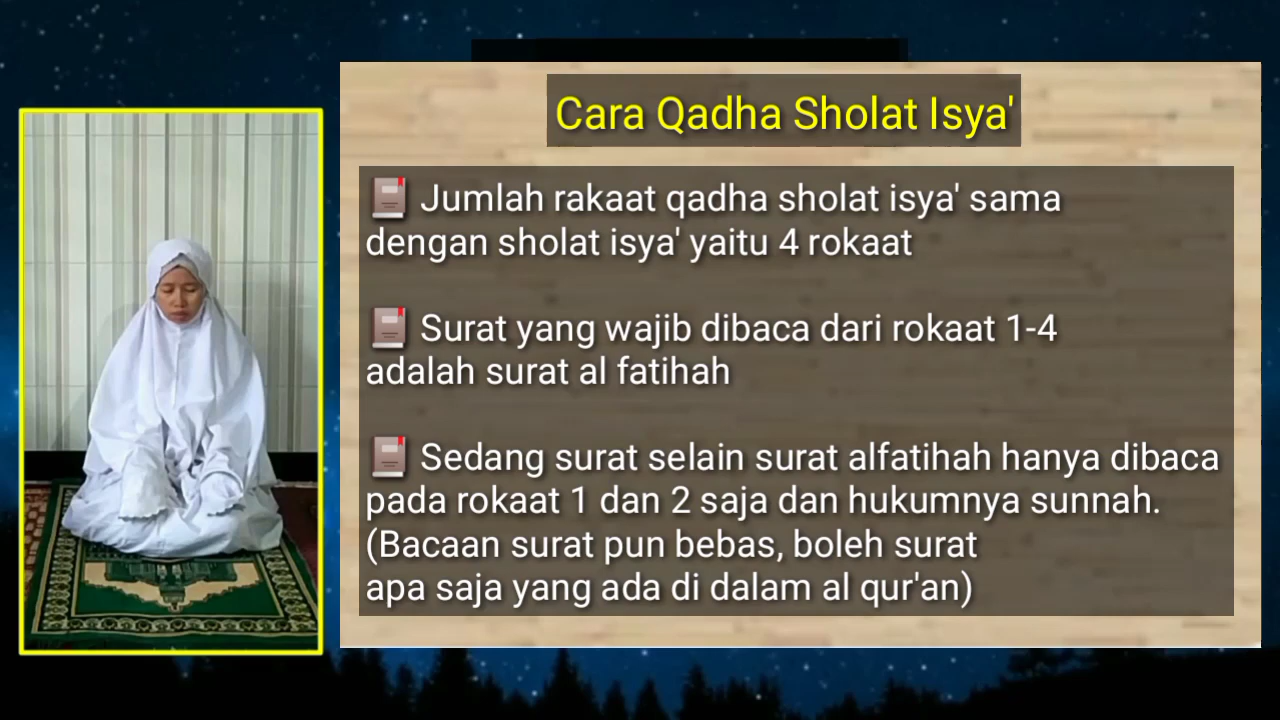 Cara Qadha Sholat Isya'
Jumlah rakaat qadha sholat isya' sama
dengan sholat isya' yaitu 4 rokaat
Surat yang wajib dibaca dari rokaat 1-4
adalah surat al fatihah
Sedang surat selain surat alfatihah hanya dibaca
pada rokaat 1 dan 2 saja dan hukumnya sunnah.
(Bacaan surat pun bebas, boleh surat
apa saja yang ada di dalam al qur'an)